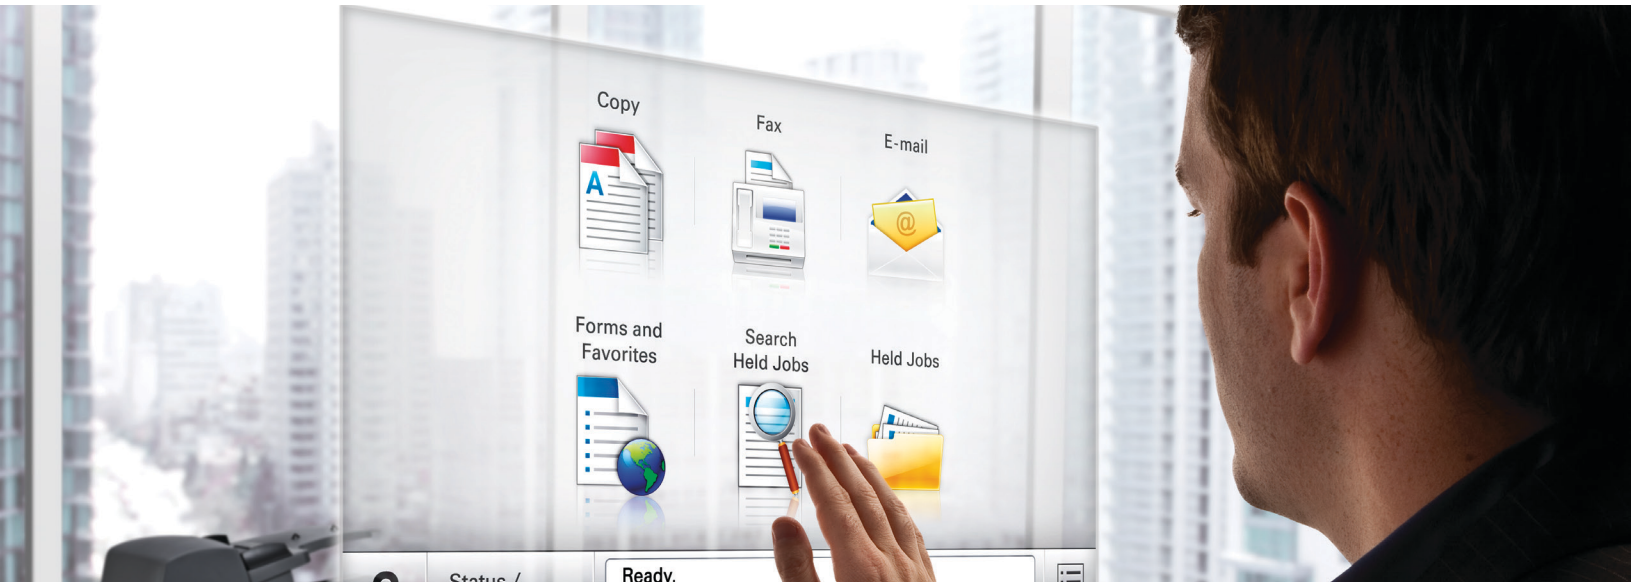 Copy
Fax
E-mail
A
@
Forms and
Favorites
Search
Held Jobs
Held Jobs
Status /
Ready.